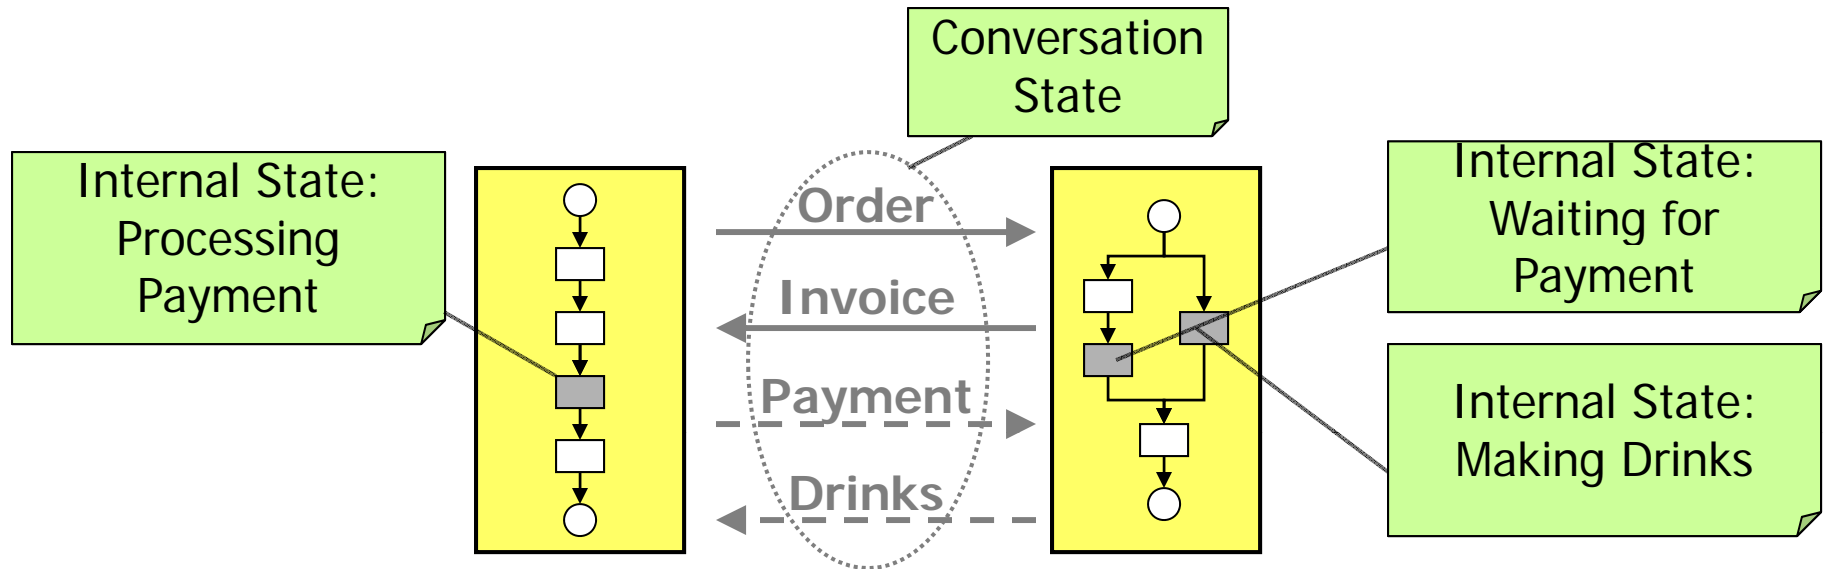 Conversation
State
Internal State:
Processing
Payment
Order
Invoice
Payment
Drinks
Internal State:
Waiting for
Payment
Internal State:
Making Drinks